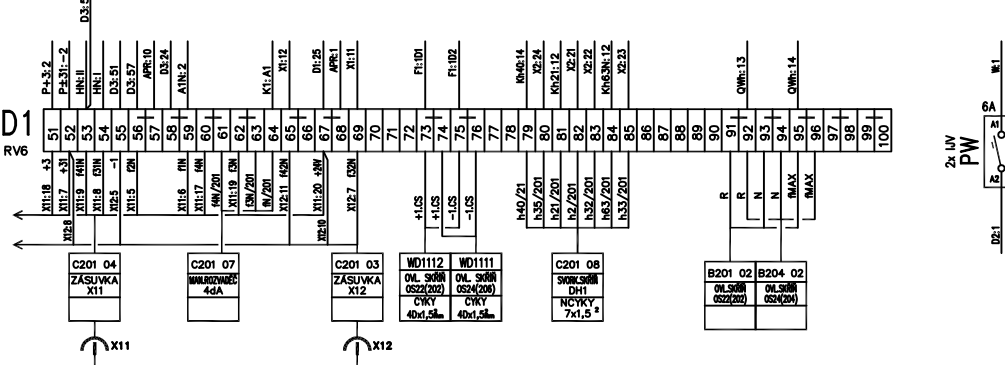 D3:5
P+3:2
P±31:-2
HN:II
HN:I
D3:51
D3:57
APR:10
D3:24
A1N:2
K1:A1
X1:12
D1:25
APR:1
X1:11
F1:1D1
F1:1D2
Kh40:14
X2:24
Kh21:12
X2:21
X2:22
Kh63N:12
X2:23
QWh:13
QWh:14
W:1
D1
RV6
51 52 53 54 55 56 57 58 59 60 61 62 63 64 65 66 67 68 69 70 71 72 73 74 75 76 77 78 79 80 81 82 83 84 85 86 87 88 89 90 91 92 93 94 95 96 97 98 99 100
6A
A1
A2
2x IJV
PW
D2:1
X11:18 +3
X11:7 +31
X11:9 f41N
X11:8 f31N
X12:5 -1
X11:5 f2N
X11:6 f1N
X11:17 f4N
f4N/201
X11:19 f3N
f3N/201
fN/201
X12:11 f42N
X11:20 +24V
X12:7 f32N
X12:8
X12:10
+1.CS
+1.CS
-1.CS
-1.CS
h40/21
h35/201
h21/201
h2/201
h32/201
h63/201
h33/201
R
R
N
N
fMAX
fMAX
C201 04
ZÁSUVKA
X11
C201 07
MAN.ROZVADĚČ
4dA
C201 03
ZÁSUVKA
X12
WD1112
OVL. SKŘÍŇ
OS22(202)
CYKY
4Dx1,5
WD1111
OVL. SKŘÍŇ
OS24(206)
CYKY
4Dx1,5
C201 08
SVORK.SKŘÍŇ
DH1
NCYKY
7x1,5 ²
B201 02
OVL.SKŘÍŇ
OS22(202)
B204 02
OVL.SKŘÍŇ
OS24(204)
X11
X12